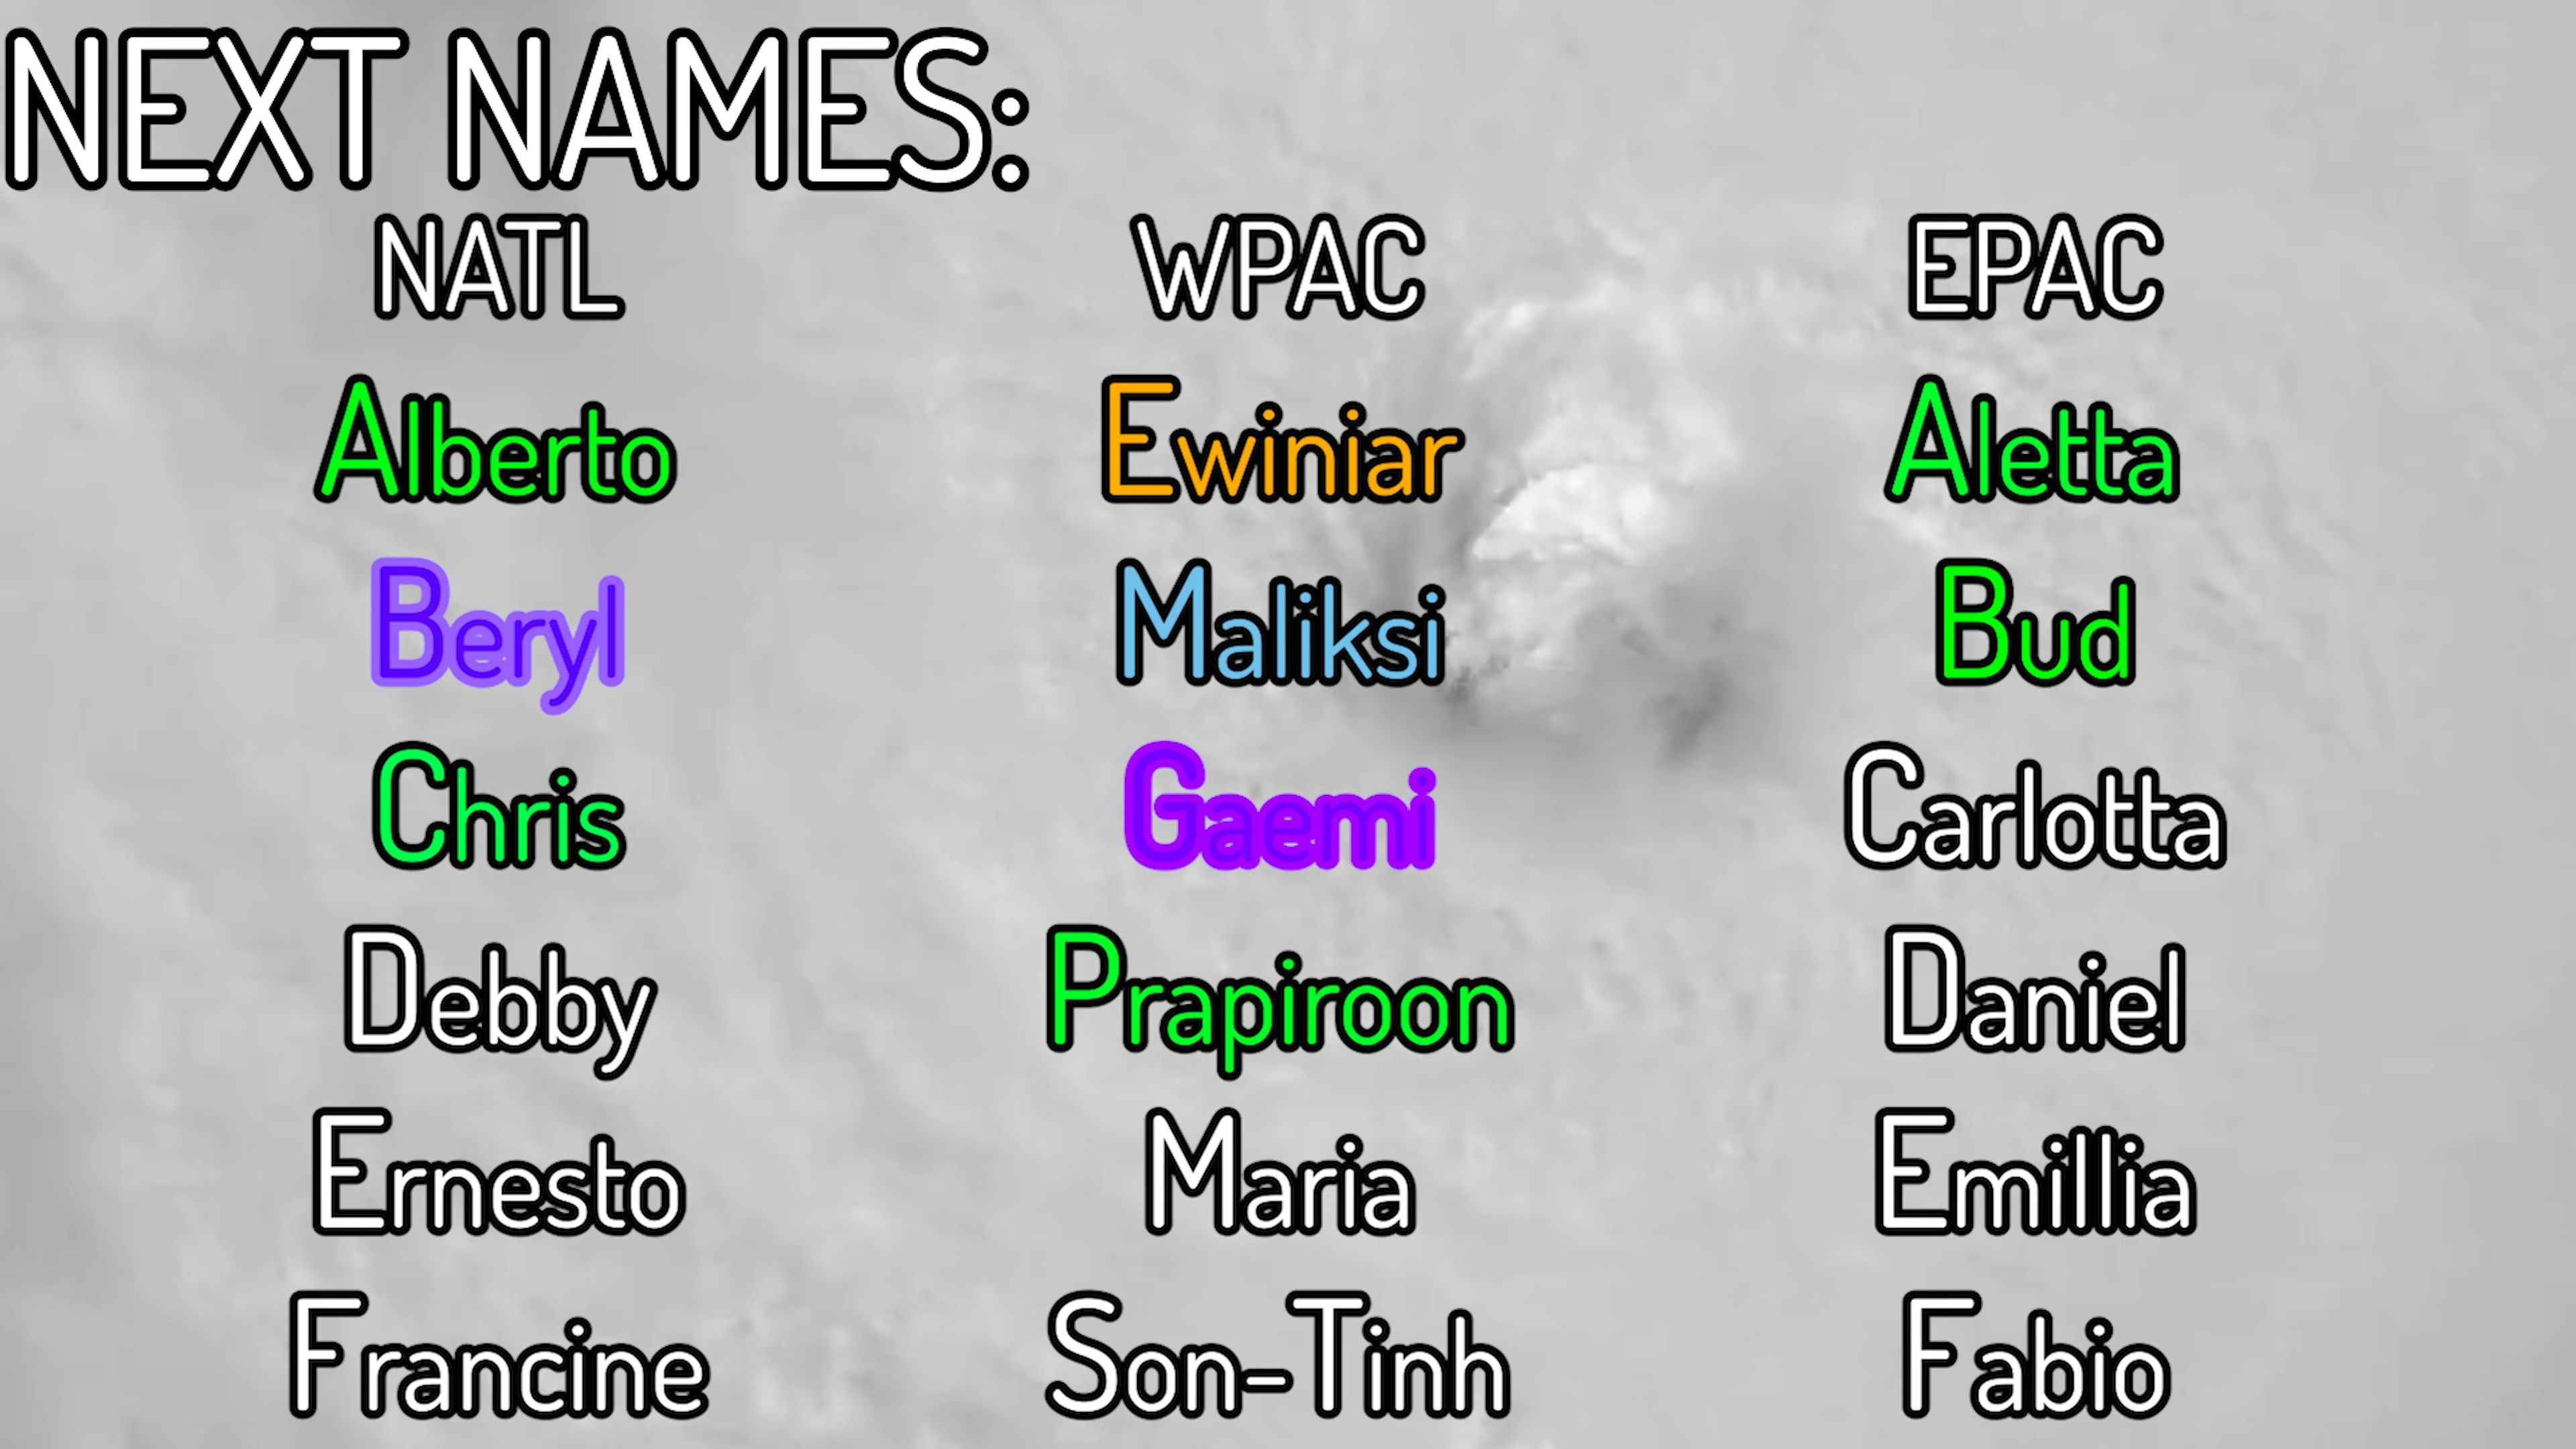 NEXT NAMES:
NATL WPAC EPAC
Alberto Ewiniar Aletta
Beryl Maliksi Bud
Chris Gaemi Carlotta
Debby Prapiroon Daniel
Ernesto Maria Emillia
Francine Son-Tinh Fabio